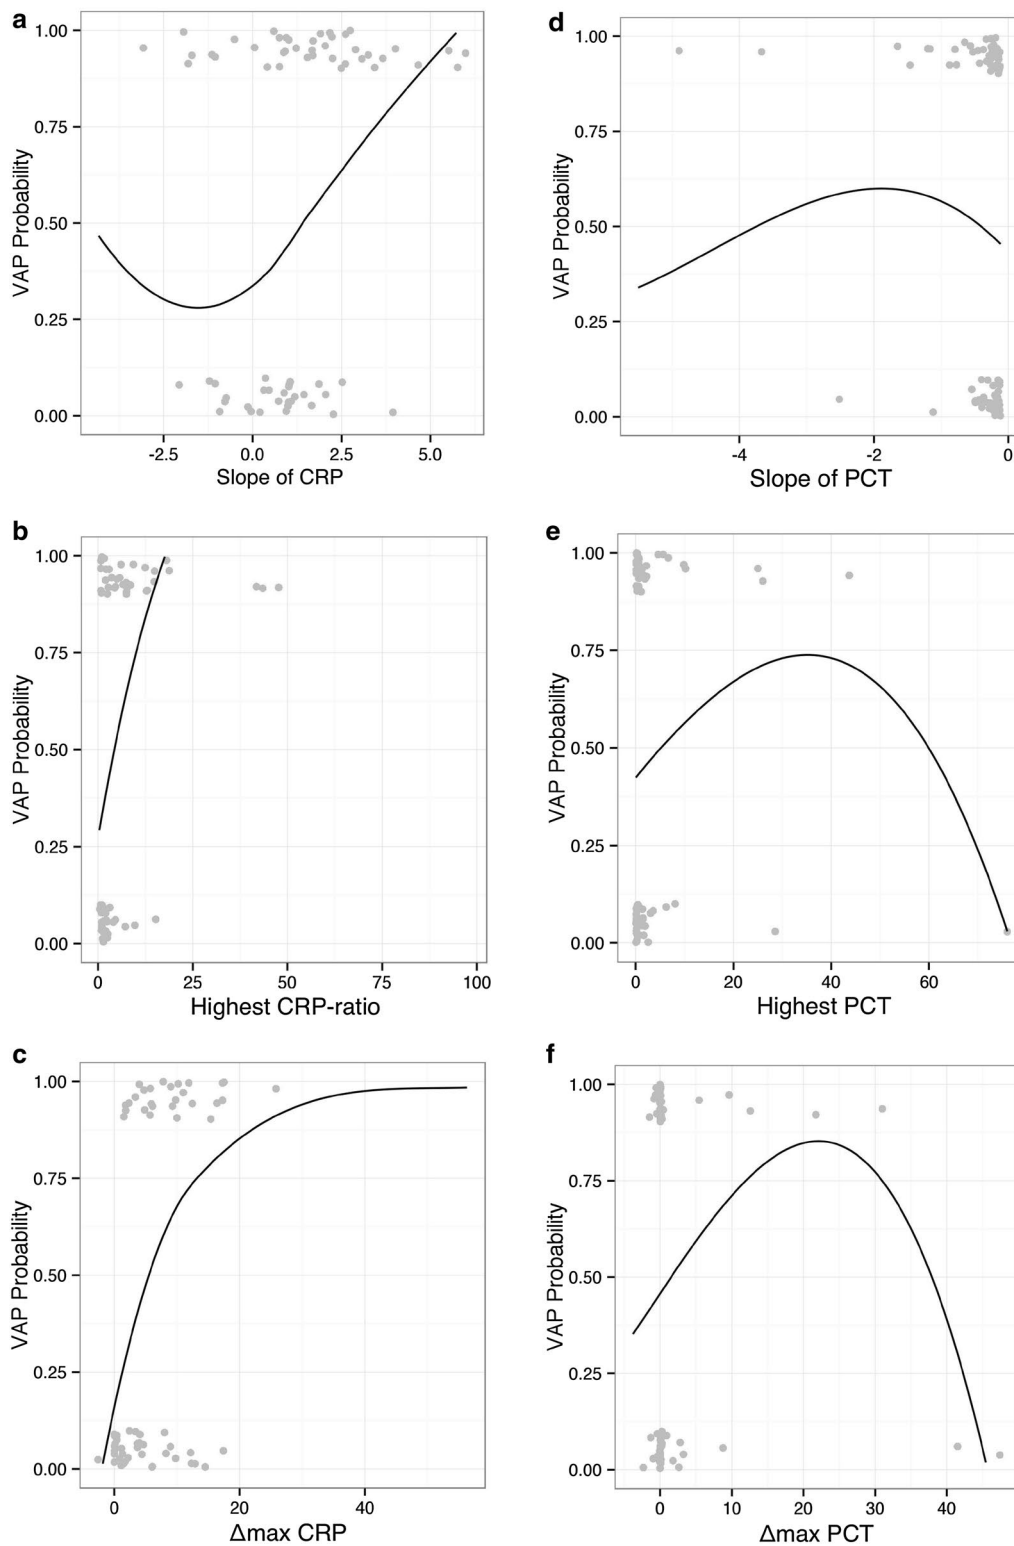 a
1.00
0.75
0.50
0.25
0.00
VAP Probability
-2.5 0.0 2.5 5.0
Slope of CRP
d
1.00
0.75
0.50
0.25
0.00
VAP Probability
-4 -2 0
Slope of PCT
b
1.00
0.75
0.50
0.25
0.00
VAP Probability
0 25 50 75 100
Highest CRP-ratio
e
1.00
0.75
0.50
0.25
0.00
VAP Probability
0 20 40 60
Highest PCT
c
1.00
0.75
0.50
0.25
0.00
VAP Probability
0 20 40
Δmax CRP
f
1.00
0.75
0.50
0.25
0.00
VAP Probability
0 10 20 30 40
Δmax PCT